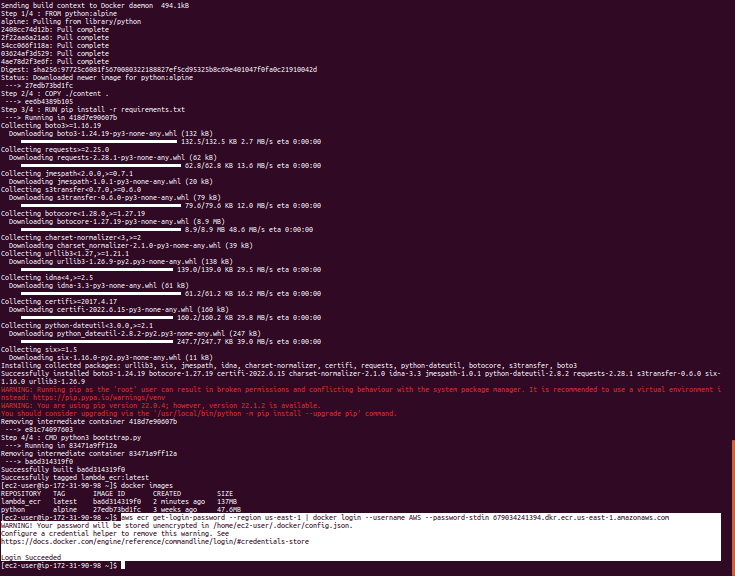 Sending build context to Docker daemon  494.1kB
Step 1/4 : FROM python:alpine
alpine: Pulling from library/python
2408cc74d12b: Pull complete
2f22aa6a21a6: Pull complete
54cc066f118a: Pull complete
03624af3d529: Pull complete
4ae78d2f3e6f: Pull complete
Digest: sha256:97725c6081f5670080322188827ef5cd95325b8c69e401047f0fa0c21910042d
Status: Downloaded newer image for python:alpine
---> 27edb73bd1fc
Step 2/4 : COPY ./content .
---> ee6b4389b105
Step 3/4 : RUN pip install -r requirements.txt
---> Running in 418d7e90607b
Collecting boto3>=1.16.19
Downloading boto3-1.24.19-py3-none-any.whl (132 kB)
132.5/132.5 KB 2.7 MB/s eta 0:00:00
Collecting requests>=2.25.0
Downloading requests-2.28.1-py3-none-any.whl (62 kB)
62.8/62.8 KB 13.6 MB/s eta 0:00:00
Collecting jmespath<2.0.0,>=0.7.1
Downloading jmespath-1.0.1-py3-none-any.whl (20 kB)
Collecting s3transfer<0.7.0,>=0.6.0
Downloading s3transfer-0.6.0-py3-none-any.whl (79 kB)
79.6/79.6 KB 12.0 MB/s eta 0:00:00
Collecting botocore<1.28.0,>=1.27.19
Downloading botocore-1.27.19-py3-none-any.whl (8.9 MB)
8.9/8.9 MB 48.6 MB/s eta 0:00:00
Collecting charset-normalizer<3,>=2
Downloading charset_normalizer-2.1.0-py3-none-any.whl (39 kB)
Collecting urllib3<1.27,>=1.21.1
Downloading urllib3-1.26.9-py2.py3-none-any.whl (138 kB)
139.0/139.0 KB 29.5 MB/s eta 0:00:00
Collecting idna<4,>=2.5
Downloading idna-3.3-py3-none-any.whl (61 kB)
61.2/61.2 KB 16.2 MB/s eta 0:00:00
Collecting certifi>=2017.4.17
Downloading certifi-2022.6.15-py3-none-any.whl (160 kB)
160.2/160.2 KB 29.8 MB/s eta 0:00:00
Collecting python-dateutil<3.0.0,>=2.1
Downloading python_dateutil-2.8.2-py2.py3-none-any.whl (247 kB)
247.7/247.7 KB 39.0 MB/s eta 0:00:00
Collecting six>=1.5
Downloading six-1.16.0-py2.py3-none-any.whl (11 kB)
Installing collected packages: urllib3, six, jmespath, idna, charset-normalizer, certifi, requests, python-dateutil, botocore, s3transfer, boto3
Successfully installed boto3-1.24.19 botocore-1.27.19 certifi-2022.6.15 charset-normalizer-2.1.0 idna-3.3 jmespath-1.0.1 python-dateutil-2.8.2 requests-2.28.1 s3transfer-0.6.0 six-
1.16.0 urllib3-1.26.9
WARNING: Running pip as the 'root' user can result in broken permissions and conflicting behaviour with the system package manager. It is recommended to use a virtual environment i
nstead: https://pip.pypa.io/warnings/venv
WARNING: You are using pip version 22.0.4; however, version 22.1.2 is available.
You should consider upgrading via the '/usr/local/bin/python -m pip install --upgrade pip' command.
Removing intermediate container 418d7e90607b
---> e81c74097603
Step 4/4 : CMD python3 bootstrap.py
---> Running in 83471a9ff12a
Removing intermediate container 83471a9ff12a
---> ba6d314319f0
Successfully built ba6d314319f0
Successfully tagged lambda_ecr:latest
[ec2-user@ip-172-31-90-98 ~]$ docker images
REPOSITORY   TAG       IMAGE ID       CREATED         SIZE
lambda_ecr   latest    ba6d314319f0   2 minutes ago   137MB
python       alpine    27edb73bd1fc   3 weeks ago     47.6MB
[ec2-user@ip-172-31-90-98 ~]$ aws ecr get-login-password --region us-east-1 | docker login --username AWS --password-stdin 679034241394.dkr.ecr.us-east-1.amazonaws.com
WARNING! Your password will be stored unencrypted in /home/ec2-user/.docker/config.json.
Configure a credential helper to remove this warning. See
https://docs.docker.com/engine/reference/commandline/login/#credentials-store
Login Succeeded
[ec2-user@ip-172-31-90-98 ~]$